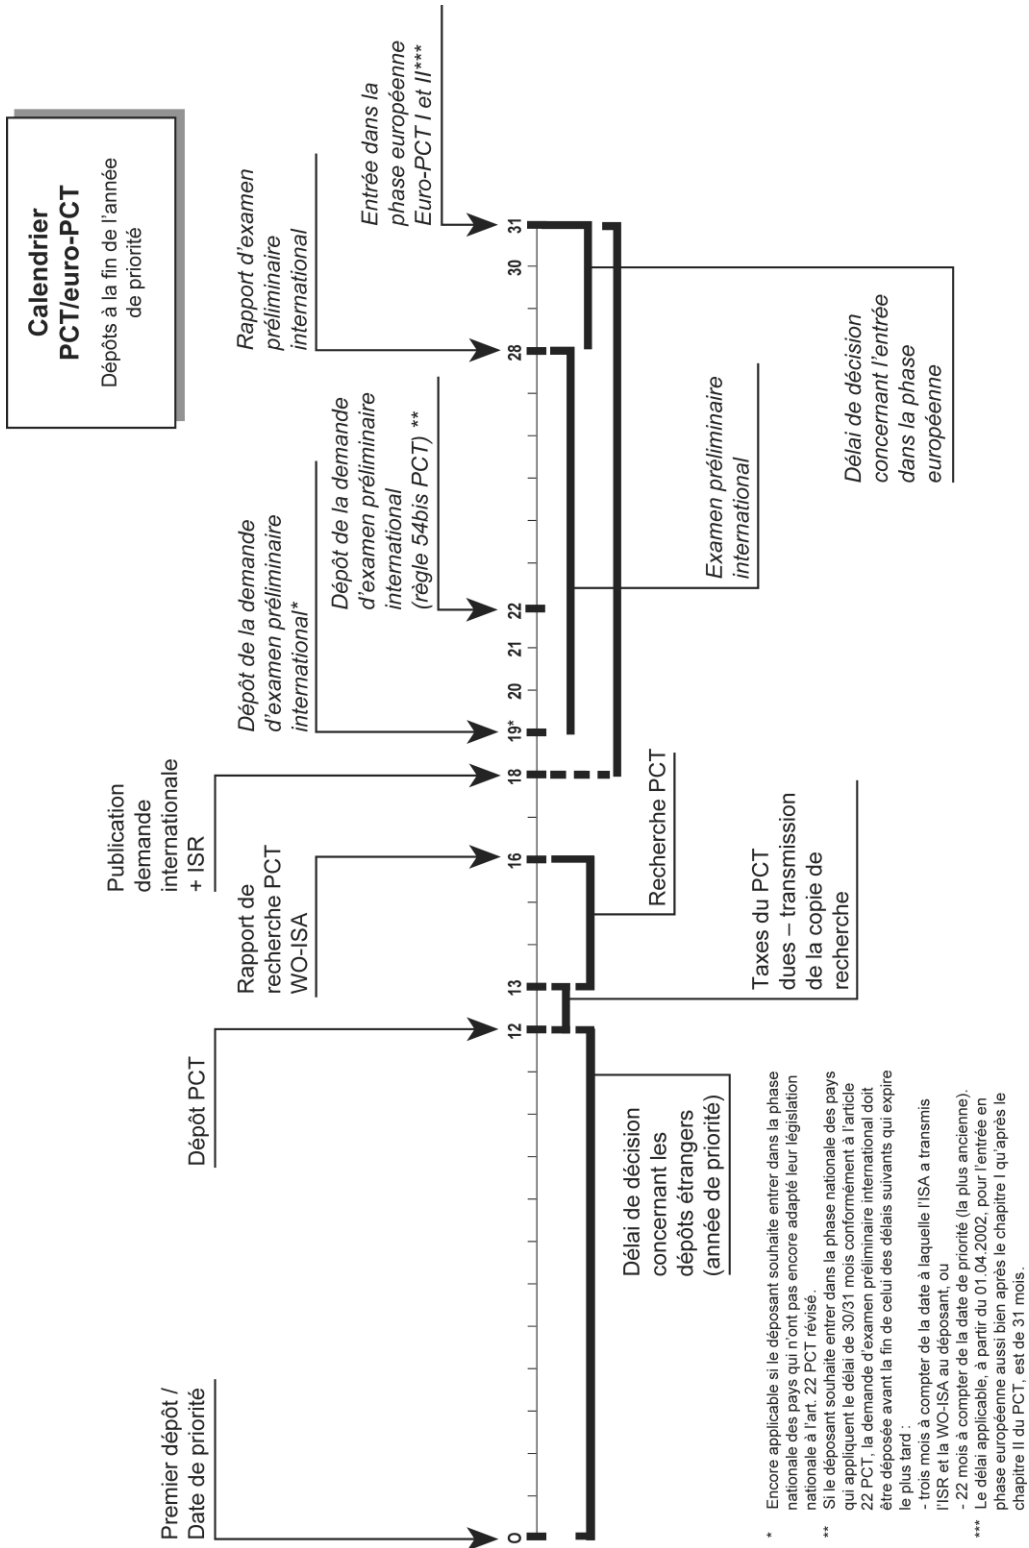 Calendrier
PCT/euro-PCT
Dépôts à la fin de l'année
de priorité
Premier dépôt /
Date de priorité
Dépôt PCT
Rapport de
recherche PCT
WO-ISA
Publication
demande
internationale
+ ISR
Dépôt de la demande
d'examen préliminaire
international*
Dépôt de la demande
d'examen préliminaire
international
(règle 54bis PCT) **
Rapport d'examen
préliminaire
international
Entrée dans la
phase européenne
Euro-PCT I et II***
0
12
13
16
18
19*
20
21
22
28
30
31
Délai de décision
concernant les
dépôts étrangers
(année de priorité)
Taxes du PCT
dues – transmission
de la copie de
recherche
Recherche PCT
Examen préliminaire
international
Délai de décision
concernant l'entrée
dans la phase
européenne
* Encore applicable si le déposant souhaite entrer dans la phase
nationale des pays qui n'ont pas encore adapté leur législation
nationale à l'art. 22 PCT révisé.
** Si le déposant souhaite entrer dans la phase nationale des pays
qui appliquent le délai de 30/31 mois conformément à l'article
22 PCT, la demande d'examen préliminaire international doit
être déposée avant la fin de celui des délais suivants qui expire
le plus tard :
- trois mois à compter de la date à laquelle l'ISA a transmis
l'ISR et la WO-ISA au déposant, ou
- 22 mois à compter de la date de priorité (la plus ancienne).
*** Le délai applicable, à partir du 01.04.2002, pour l'entrée en
phase européenne aussi bien après le chapitre I qu'après le
chapitre II du PCT, est de 31 mois.